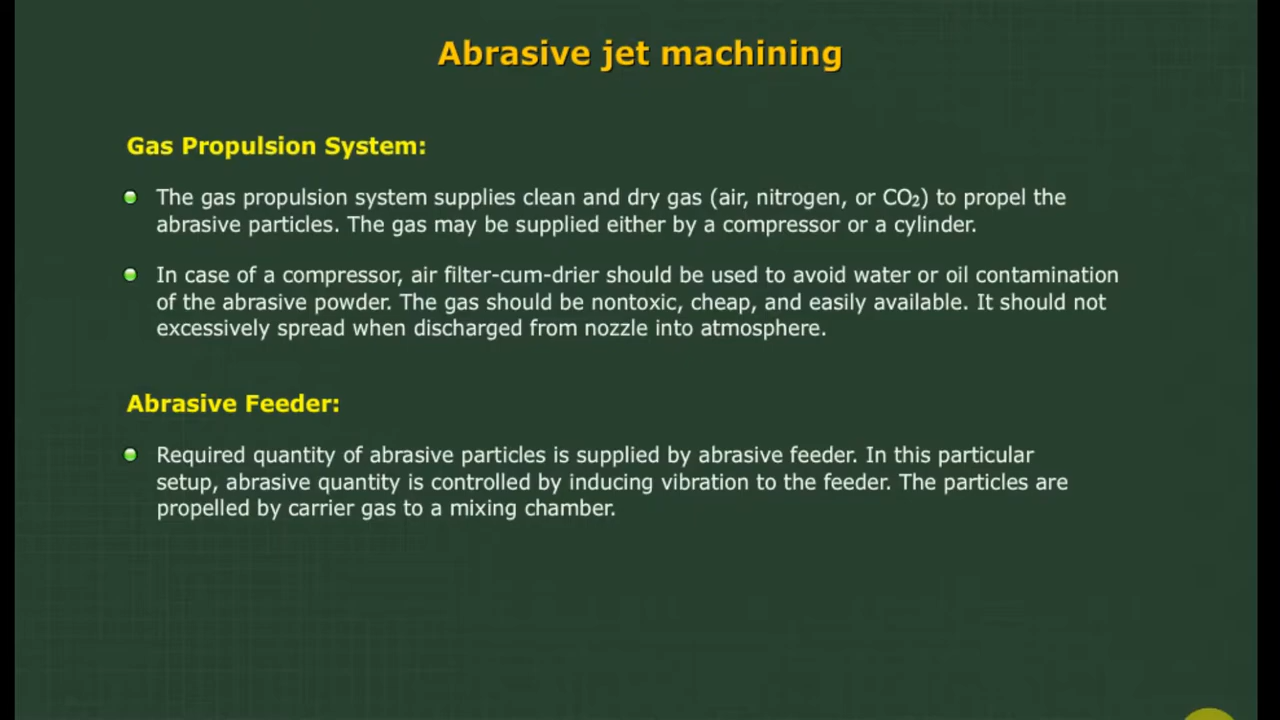 Abrasive jet machining
Gas Propulsion System:
The gas propulsion system supplies clean and dry gas (air, nitrogen, or CO₂) to propel the
abrasive particles. The gas may be supplied either by a compressor or a cylinder.
In case of a compressor, air filter-cum-drier should be used to avoid water or oil contamination
of the abrasive powder. The gas should be nontoxic, cheap, and easily available. It should not
excessively spread when discharged from nozzle into atmosphere.
Abrasive Feeder:
Required quantity of abrasive particles is supplied by abrasive feeder. In this particular
setup, abrasive quantity is controlled by inducing vibration to the feeder. The particles are
propelled by carrier gas to a mixing chamber.